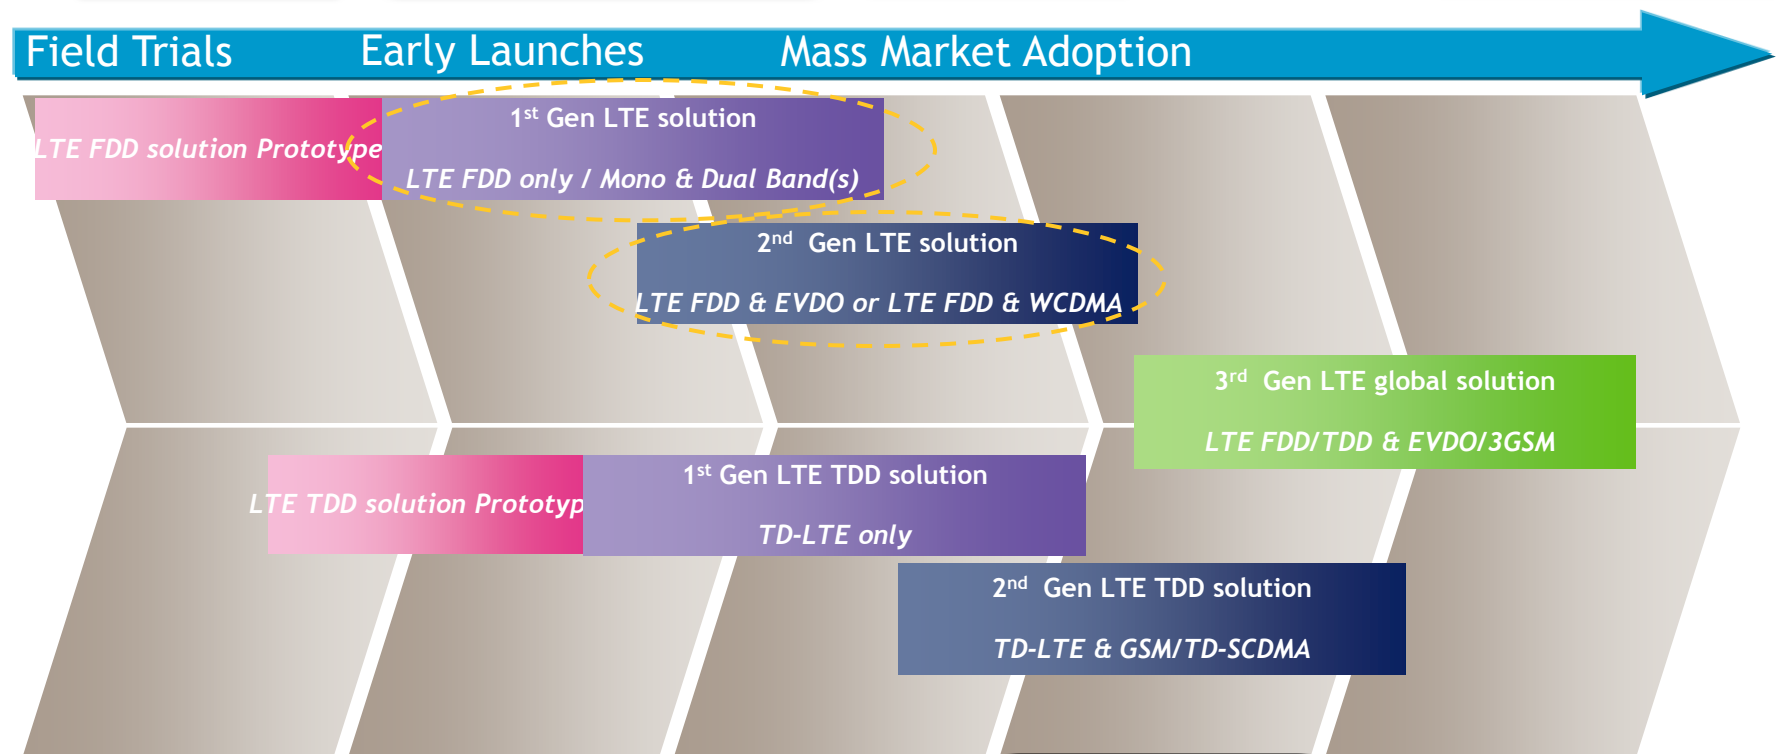 Field Trials
Early Launches
Mass Market Adoption
LTE FDD solution Prototype
1st Gen LTE solution
LTE FDD only / Mono & Dual Band(s)
2nd Gen LTE solution
LTE FDD & EVDO or LTE FDD & WCDMA
3rd Gen LTE global solution
LTE FDD/TDD & EVDO/3GSM
LTE TDD solution Prototyp
1st Gen LTE TDD solution
TD-LTE only
2nd Gen LTE TDD solution
TD-LTE & GSM/TD-SCDMA